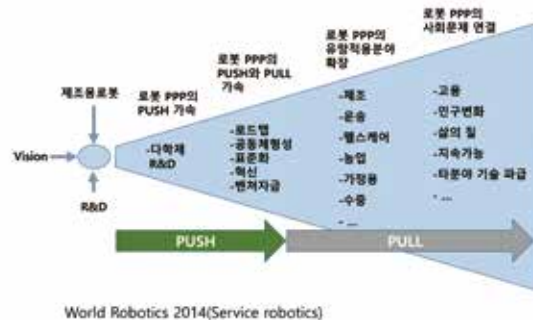 제조용로봇
Vision
R&D
로봇 PPP의
PUSH 가속
-다학제
R&D
로봇 PPP의
PUSH와 PULL
가속
-로드맵
-공동체형성
-표준화
-혁신
-벤처자금
로봇 PPP의
유망적용분야
확장
-제조
-운송
-헬스케어
-농업
-가정용
-수중
- ...
로봇 PPP의
사회문제 연결
-고용
-인구변화
-삶의 질
-지속가능
-타분야 기술 파급
- ...
PUSH
PULL
World Robotics 2014(Service robotics)